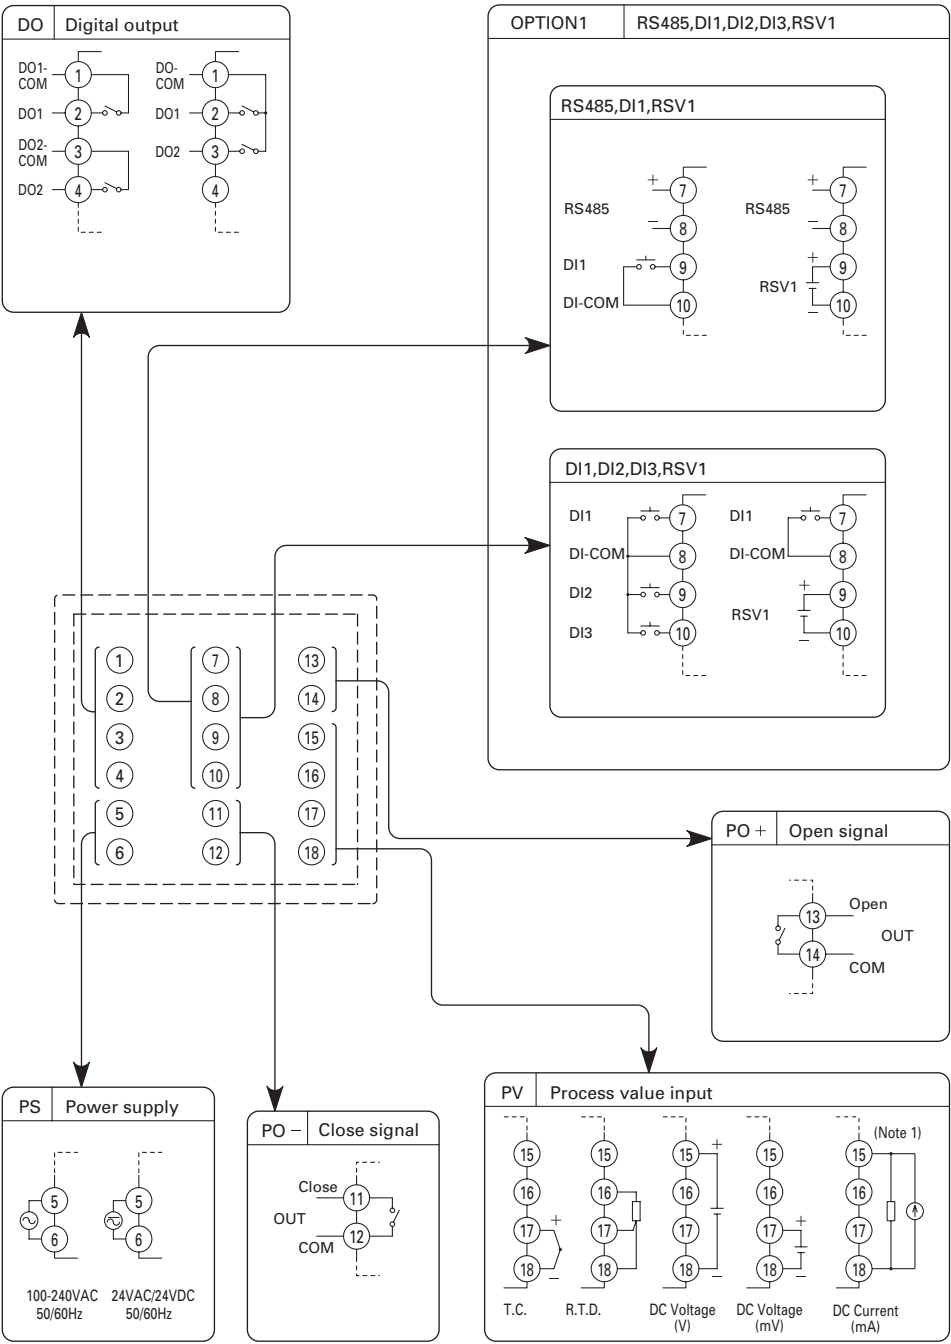 DO Digital output
DO1-
COM 1
DO1 2
DO2-
COM 3
DO2 4
DO-
COM 1
DO1 2
DO2 3
4
OPTION1 RS485,DI1,DI2,DI3,RSV1
RS485,DI1,RSV1
+ 7
RS485
− 8
DI1 9
DI-COM 10
+ 7
RS485
− 8
+ 9
RSV1
− 10
DI1,DI2,DI3,RSV1
DI1 7
DI-COM 8
DI2 9
DI3 10
DI1 7
DI-COM 8
+ 9
RSV1
− 10
1 7 13
2 8 14
3 9 15
4 10 16
5 11 17
6 12 18
PO + Open signal
13 Open
OUT
14 COM
PS Power supply
5 5
6 6
100-240VAC
50/60Hz
24VAC/24VDC
50/60Hz
PO − Close signal
Close 11
OUT
COM 12
PV Process value input
15
16
17 +
18 −
T.C.
15
16
17
18
R.T.D.
15 +
16
17
18 −
DC Voltage
(V)
15
16
17 +
18 −
DC Voltage
(mV)
(Note 1)
15
16
17
18
DC Current
(mA)